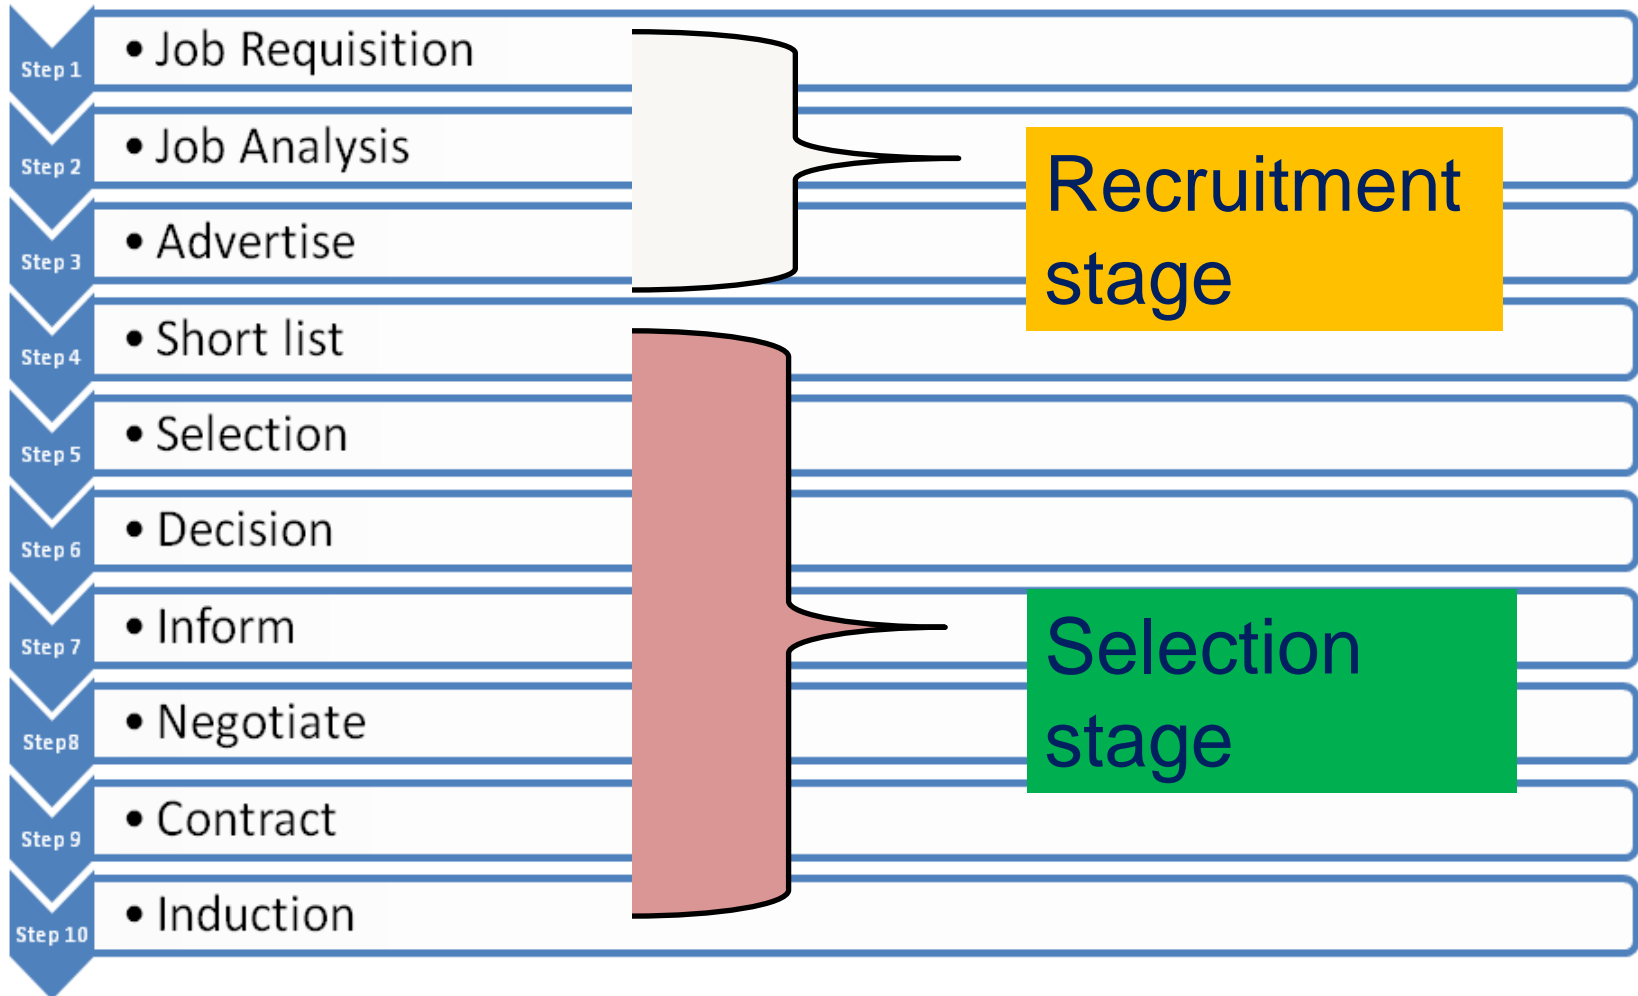 Step 1
• Job Requisition
Step 2
• Job Analysis
Step 3
• Advertise
Recruitment
stage
Step 4
• Short list
Step 5
• Selection
Step 6
• Decision
Step 7
• Inform
Step8
• Negotiate
Step 9
• Contract
Step 10
• Induction
Selection
stage